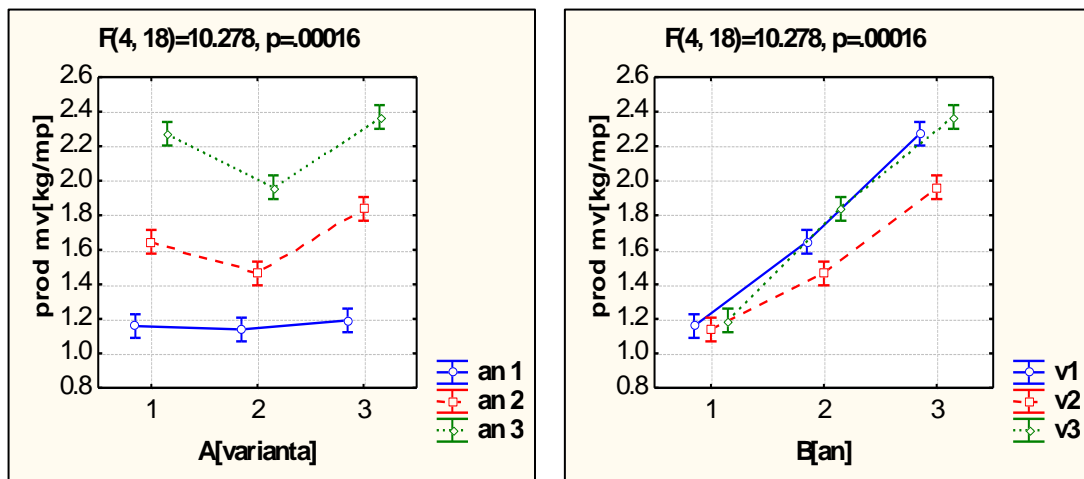 F(4, 18)=10.278, p=.00016
prod mv[kg/mp]
2.6
2.4
2.2
2.0
1.8
1.6
1.4
1.2
1.0
0.8
1 2 3
A[varianta]
an 1
an 2
an 3
F(4, 18)=10.278, p=.00016
prod mv[kg/mp]
2.6
2.4
2.2
2.0
1.8
1.6
1.4
1.2
1.0
0.8
1 2 3
B[an]
v1
v2
v3